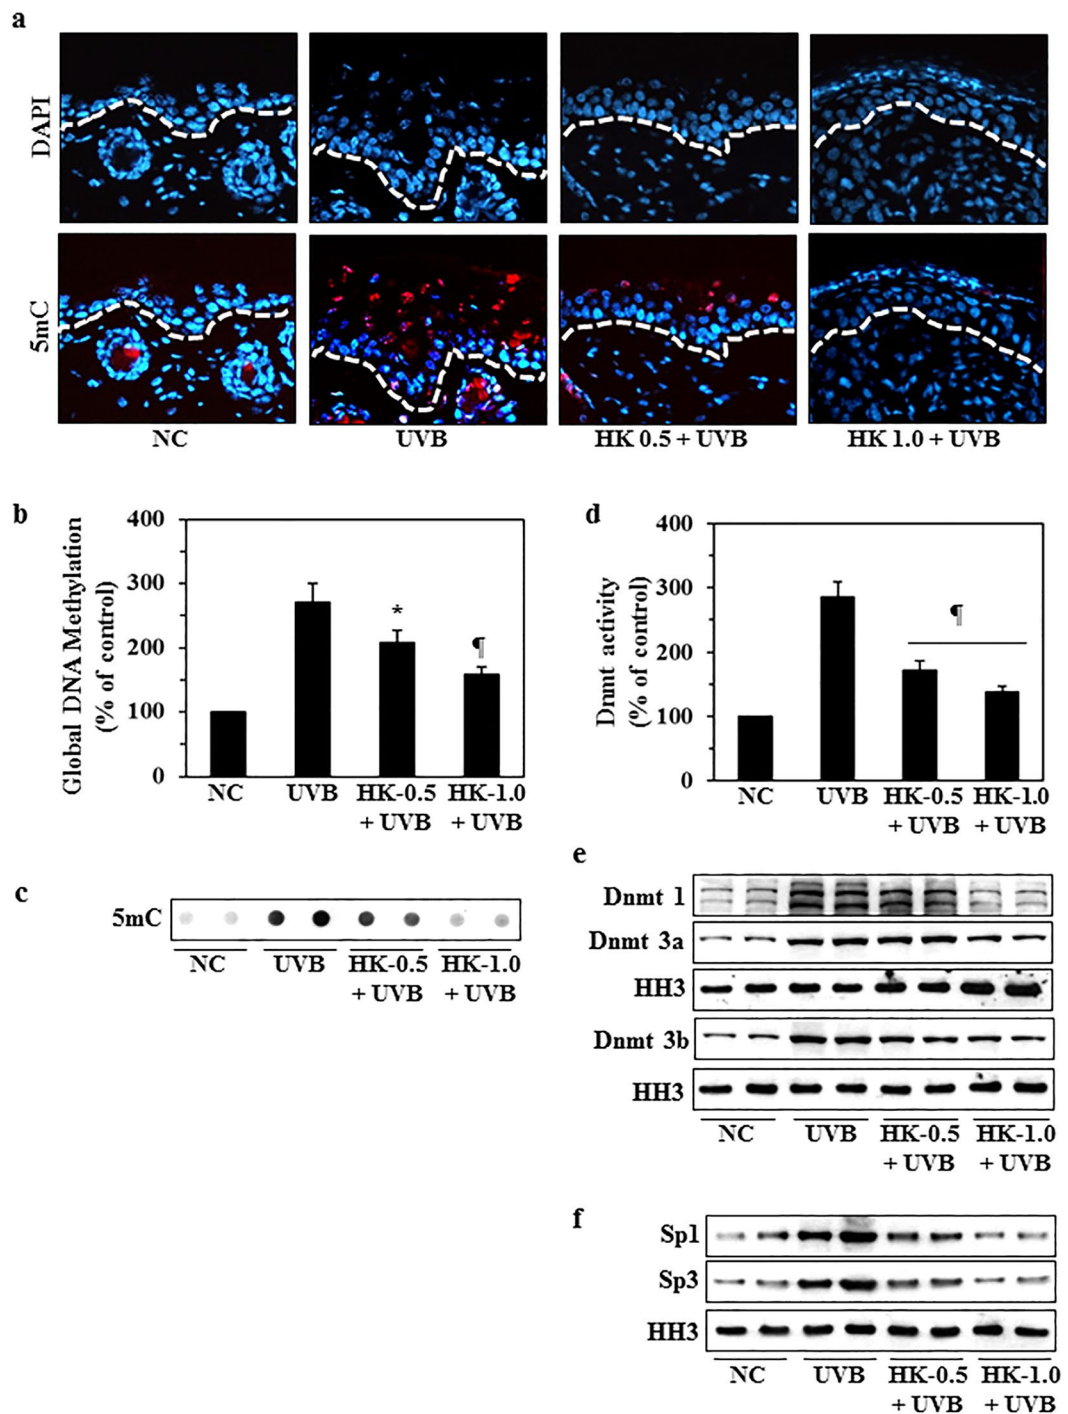 a
DAPI
5mC
NC UVB HK 0.5 + UVB HK 1.0 + UVB
b
Global DNA Methylation
(% of control)
400
300
200
100
0
*
¶
NC UVB HK-0.5 HK-1.0
+ UVB + UVB
c
5mC
NC UVB HK-0.5 HK-1.0
+ UVB + UVB
d
Dnmt activity
(% of control)
400
300
200
100
0
¶
NC UVB HK-0.5 HK-1.0
+ UVB + UVB
e
Dnmt 1
Dnmt 3a
HH3
Dnmt 3b
HH3
NC UVB HK-0.5 HK-1.0
+ UVB + UVB
f
Sp1
Sp3
HH3
NC UVB HK-0.5 HK-1.0
+ UVB + UVB